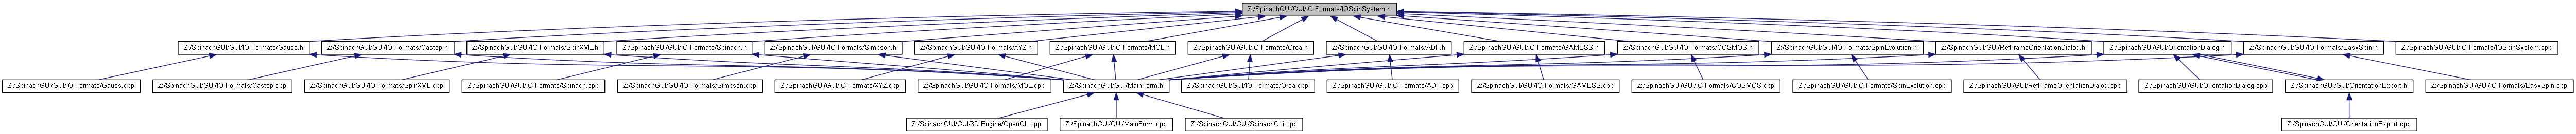 Z:/SpinachGUI/GUI/IO Formats/IOSpinSystem.h
Z:/SpinachGUI/GUI/IO Formats/Gauss.h
Z:/SpinachGUI/GUI/IO Formats/Castep.h
Z:/SpinachGUI/GUI/IO Formats/SpinXML.h
Z:/SpinachGUI/GUI/IO Formats/Spinach.h
Z:/SpinachGUI/GUI/IO Formats/Simpson.h
Z:/SpinachGUI/GUI/IO Formats/XYZ.h
Z:/SpinachGUI/GUI/IO Formats/MOL.h
Z:/SpinachGUI/GUI/IO Formats/Orca.h
Z:/SpinachGUI/GUI/IO Formats/ADF.h
Z:/SpinachGUI/GUI/IO Formats/GAMESS.h
Z:/SpinachGUI/GUI/IO Formats/COSMOS.h
Z:/SpinachGUI/GUI/IO Formats/SpinEvolution.h
Z:/SpinachGUI/GUI/RefFrameOrientationDialog.h
Z:/SpinachGUI/GUI/OrientationDialog.h
Z:/SpinachGUI/GUI/IO Formats/EasySpin.h
Z:/SpinachGUI/GUI/IO Formats/IOSpinSystem.cpp
Z:/SpinachGUI/GUI/IO Formats/Gauss.cpp
Z:/SpinachGUI/GUI/IO Formats/Castep.cpp
Z:/SpinachGUI/GUI/IO Formats/SpinXML.cpp
Z:/SpinachGUI/GUI/IO Formats/Spinach.cpp
Z:/SpinachGUI/GUI/IO Formats/Simpson.cpp
Z:/SpinachGUI/GUI/IO Formats/XYZ.cpp
Z:/SpinachGUI/GUI/IO Formats/MOL.cpp
Z:/SpinachGUI/GUI/MainForm.h
Z:/SpinachGUI/GUI/IO Formats/Orca.cpp
Z:/SpinachGUI/GUI/IO Formats/ADF.cpp
Z:/SpinachGUI/GUI/IO Formats/GAMESS.cpp
Z:/SpinachGUI/GUI/IO Formats/COSMOS.cpp
Z:/SpinachGUI/GUI/IO Formats/SpinEvolution.cpp
Z:/SpinachGUI/GUI/RefFrameOrientationDialog.cpp
Z:/SpinachGUI/GUI/OrientationDialog.cpp
Z:/SpinachGUI/GUI/OrientationExport.h
Z:/SpinachGUI/GUI/IO Formats/EasySpin.cpp
Z:/SpinachGUI/GUI/3D Engine/OpenGL.cpp
Z:/SpinachGUI/GUI/MainForm.cpp
Z:/SpinachGUI/GUI/SpinachGui.cpp
Z:/SpinachGUI/GUI/OrientationExport.cpp